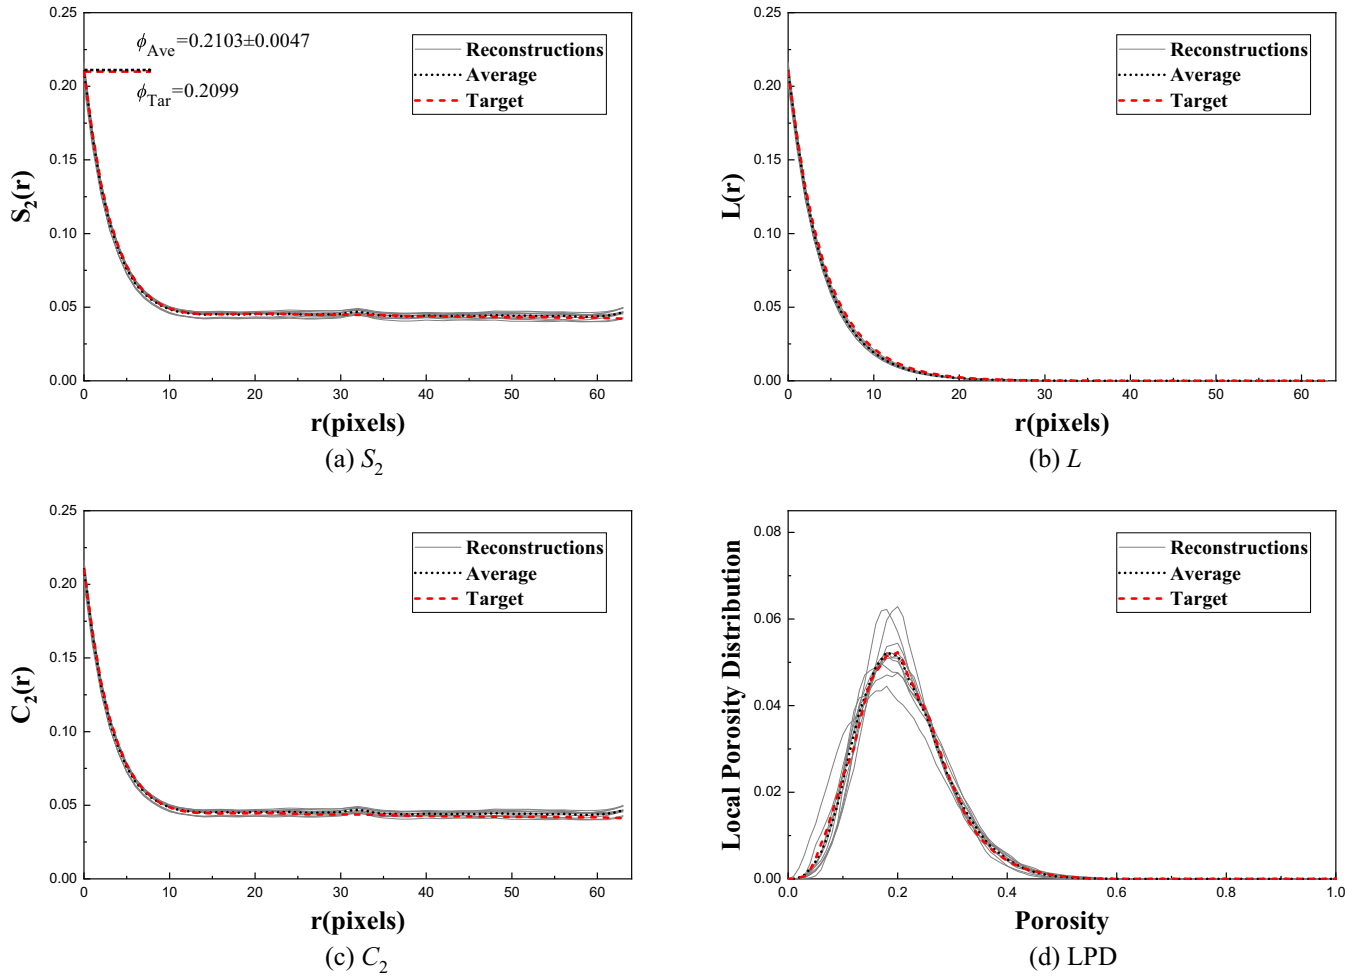 0.25
0.20
0.15
0.10
0.05
0.00
S2(r)
ϕAve=0.2103±0.0047
ϕTar=0.2099
Reconstructions
Average
Target
0 10 20 30 40 50 60
r(pixels)
(a) S2
0.25
0.20
0.15
0.10
0.05
0.00
L(r)
Reconstructions
Average
Target
0 10 20 30 40 50 60
r(pixels)
(b) L
0.25
0.20
0.15
0.10
0.05
0.00
C2(r)
Reconstructions
Average
Target
0 10 20 30 40 50 60
r(pixels)
(c) C2
0.08
0.06
0.04
0.02
0.00
Local Porosity Distribution
Reconstructions
Average
Target
0.0 0.2 0.4 0.6 0.8 1.0
Porosity
(d) LPD